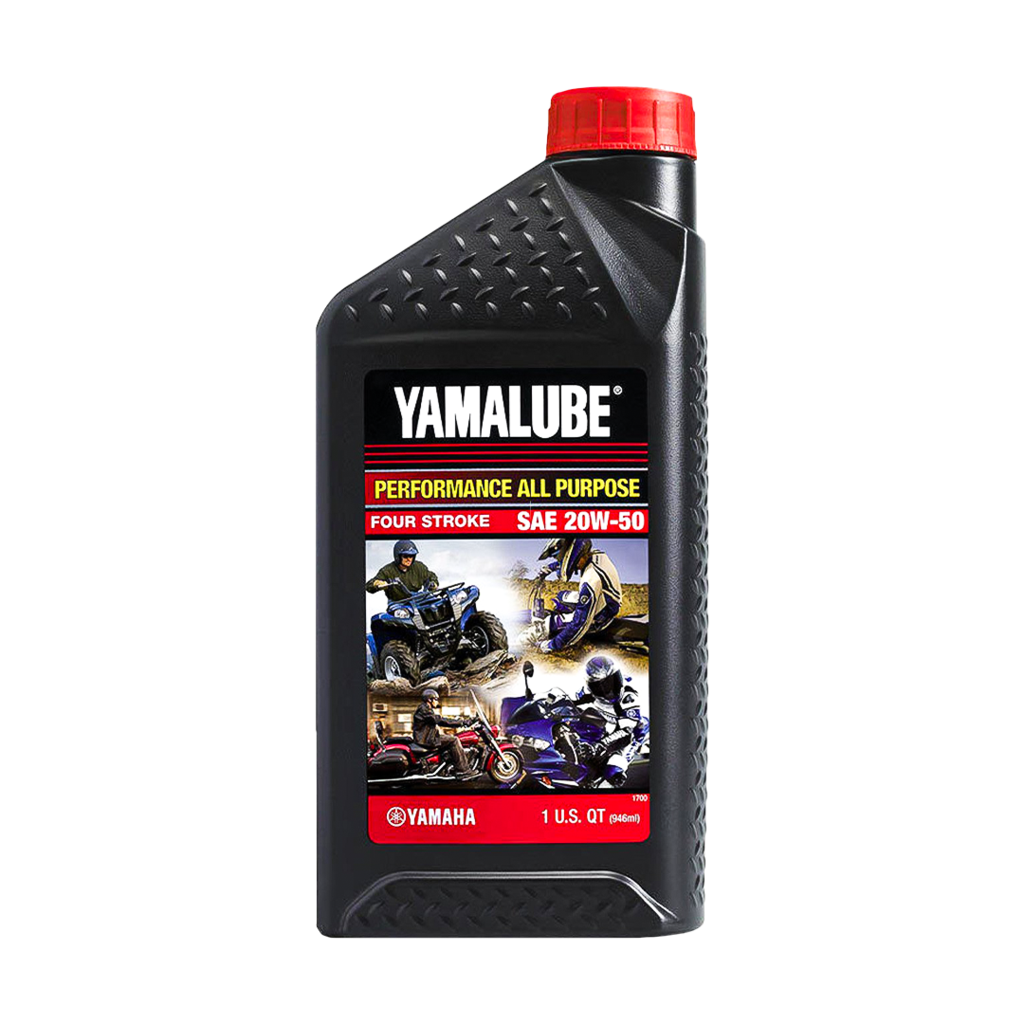 YAMALUBE®
PERFORMANCE ALL PURPOSE
FOUR STROKE SAE 20W-50
1700
YAMAHA 1 U.S. QT (946ml)